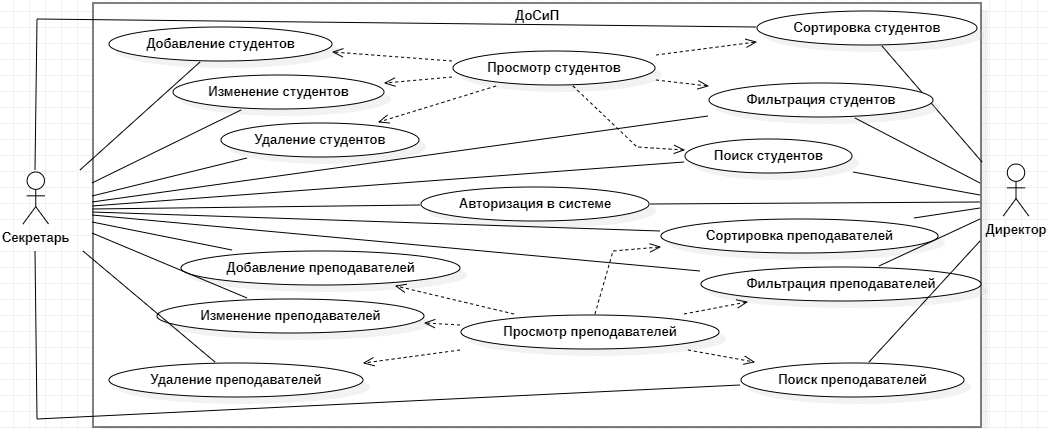 ДоСиП
Сортировка студентов
Добавление студентов
Просмотр студентов
Изменение студентов
Фильтрация студентов
Удаление студентов
Поиск студентов
Авторизация в системе
Секретарь
Директор
Сортировка преподавателей
Добавление преподавателей
Фильтрация преподавателей
Изменение преподавателей
Просмотр преподавателей
Удаление преподавателей
Поиск преподавателей